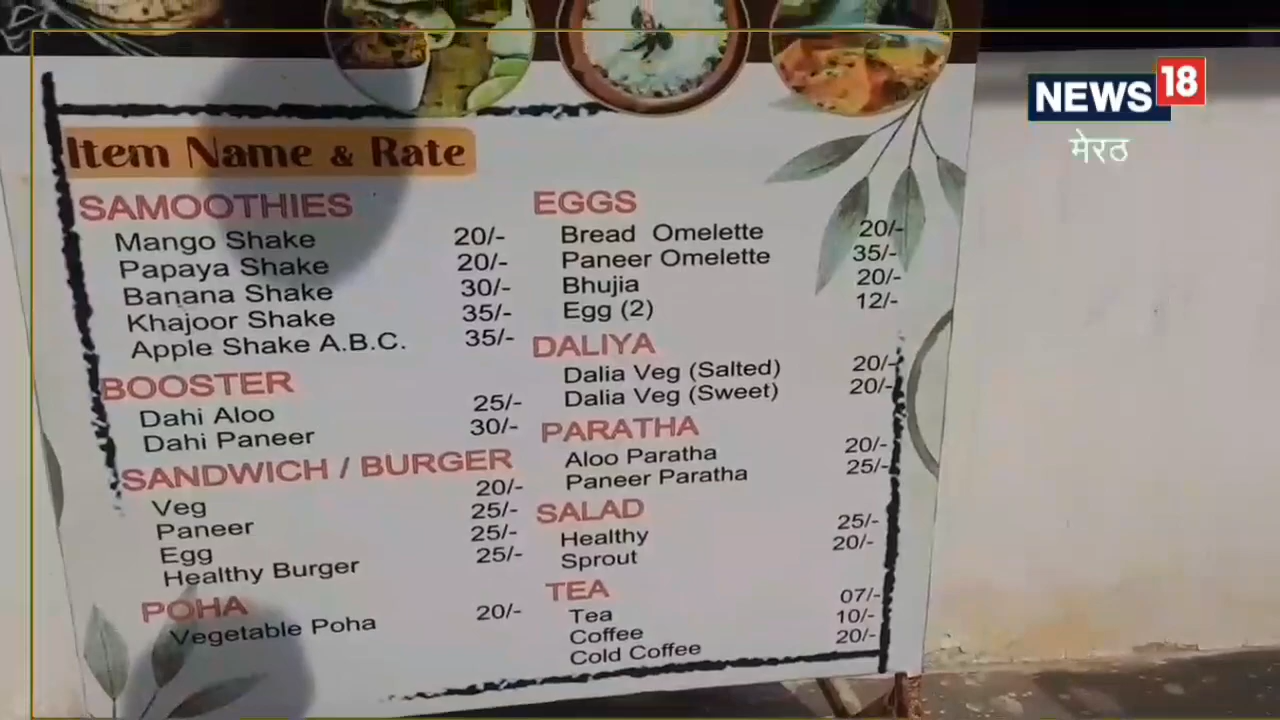 NEWS 18
मेरठ
Item Name & Rate
SAMOOTHIES
Mango Shake 20/-
Papaya Shake 20/-
Banana Shake 30/-
Khajoor Shake 35/-
Apple Shake A.B.C. 35/-
BOOSTER
Dahi Aloo 25/-
Dahi Paneer 30/-
SANDWICH / BURGER
Veg 20/-
Paneer 25/-
Egg 25/-
Healthy Burger 25/-
POHA
Vegetable Poha 20/-
EGGS
Bread Omelette 20/-
Paneer Omelette 35/-
Bhujia 20/-
Egg (2) 12/-
DALIYA
Dalia Veg (Salted) 20/-
Dalia Veg (Sweet) 20/-
PARATHA
Aloo Paratha 20/-
Paneer Paratha 25/-
SALAD
Healthy 25/-
Sprout 20/-
TEA
Tea 07/-
Coffee 10/-
Cold Coffee 20/-